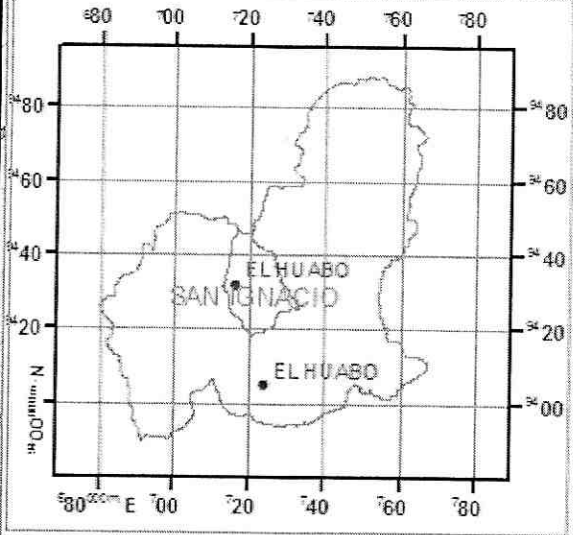 ⁶80 ⁷00 ⁷20 ⁷40 ⁷60 ⁷80
⁹⁴80 ⁹⁴80
⁹⁴60 ⁹⁴60
⁹⁴40 ⁹⁴40
EL HUABO
SAN IGNACIO
⁹⁴20 ⁹⁴20
EL HUABO
⁹⁴00⁰⁰⁰ᵐ N ⁹⁴00
⁶80⁰⁰⁰ᵐ E ⁷00 ⁷20 ⁷40 ⁷60 ⁷80